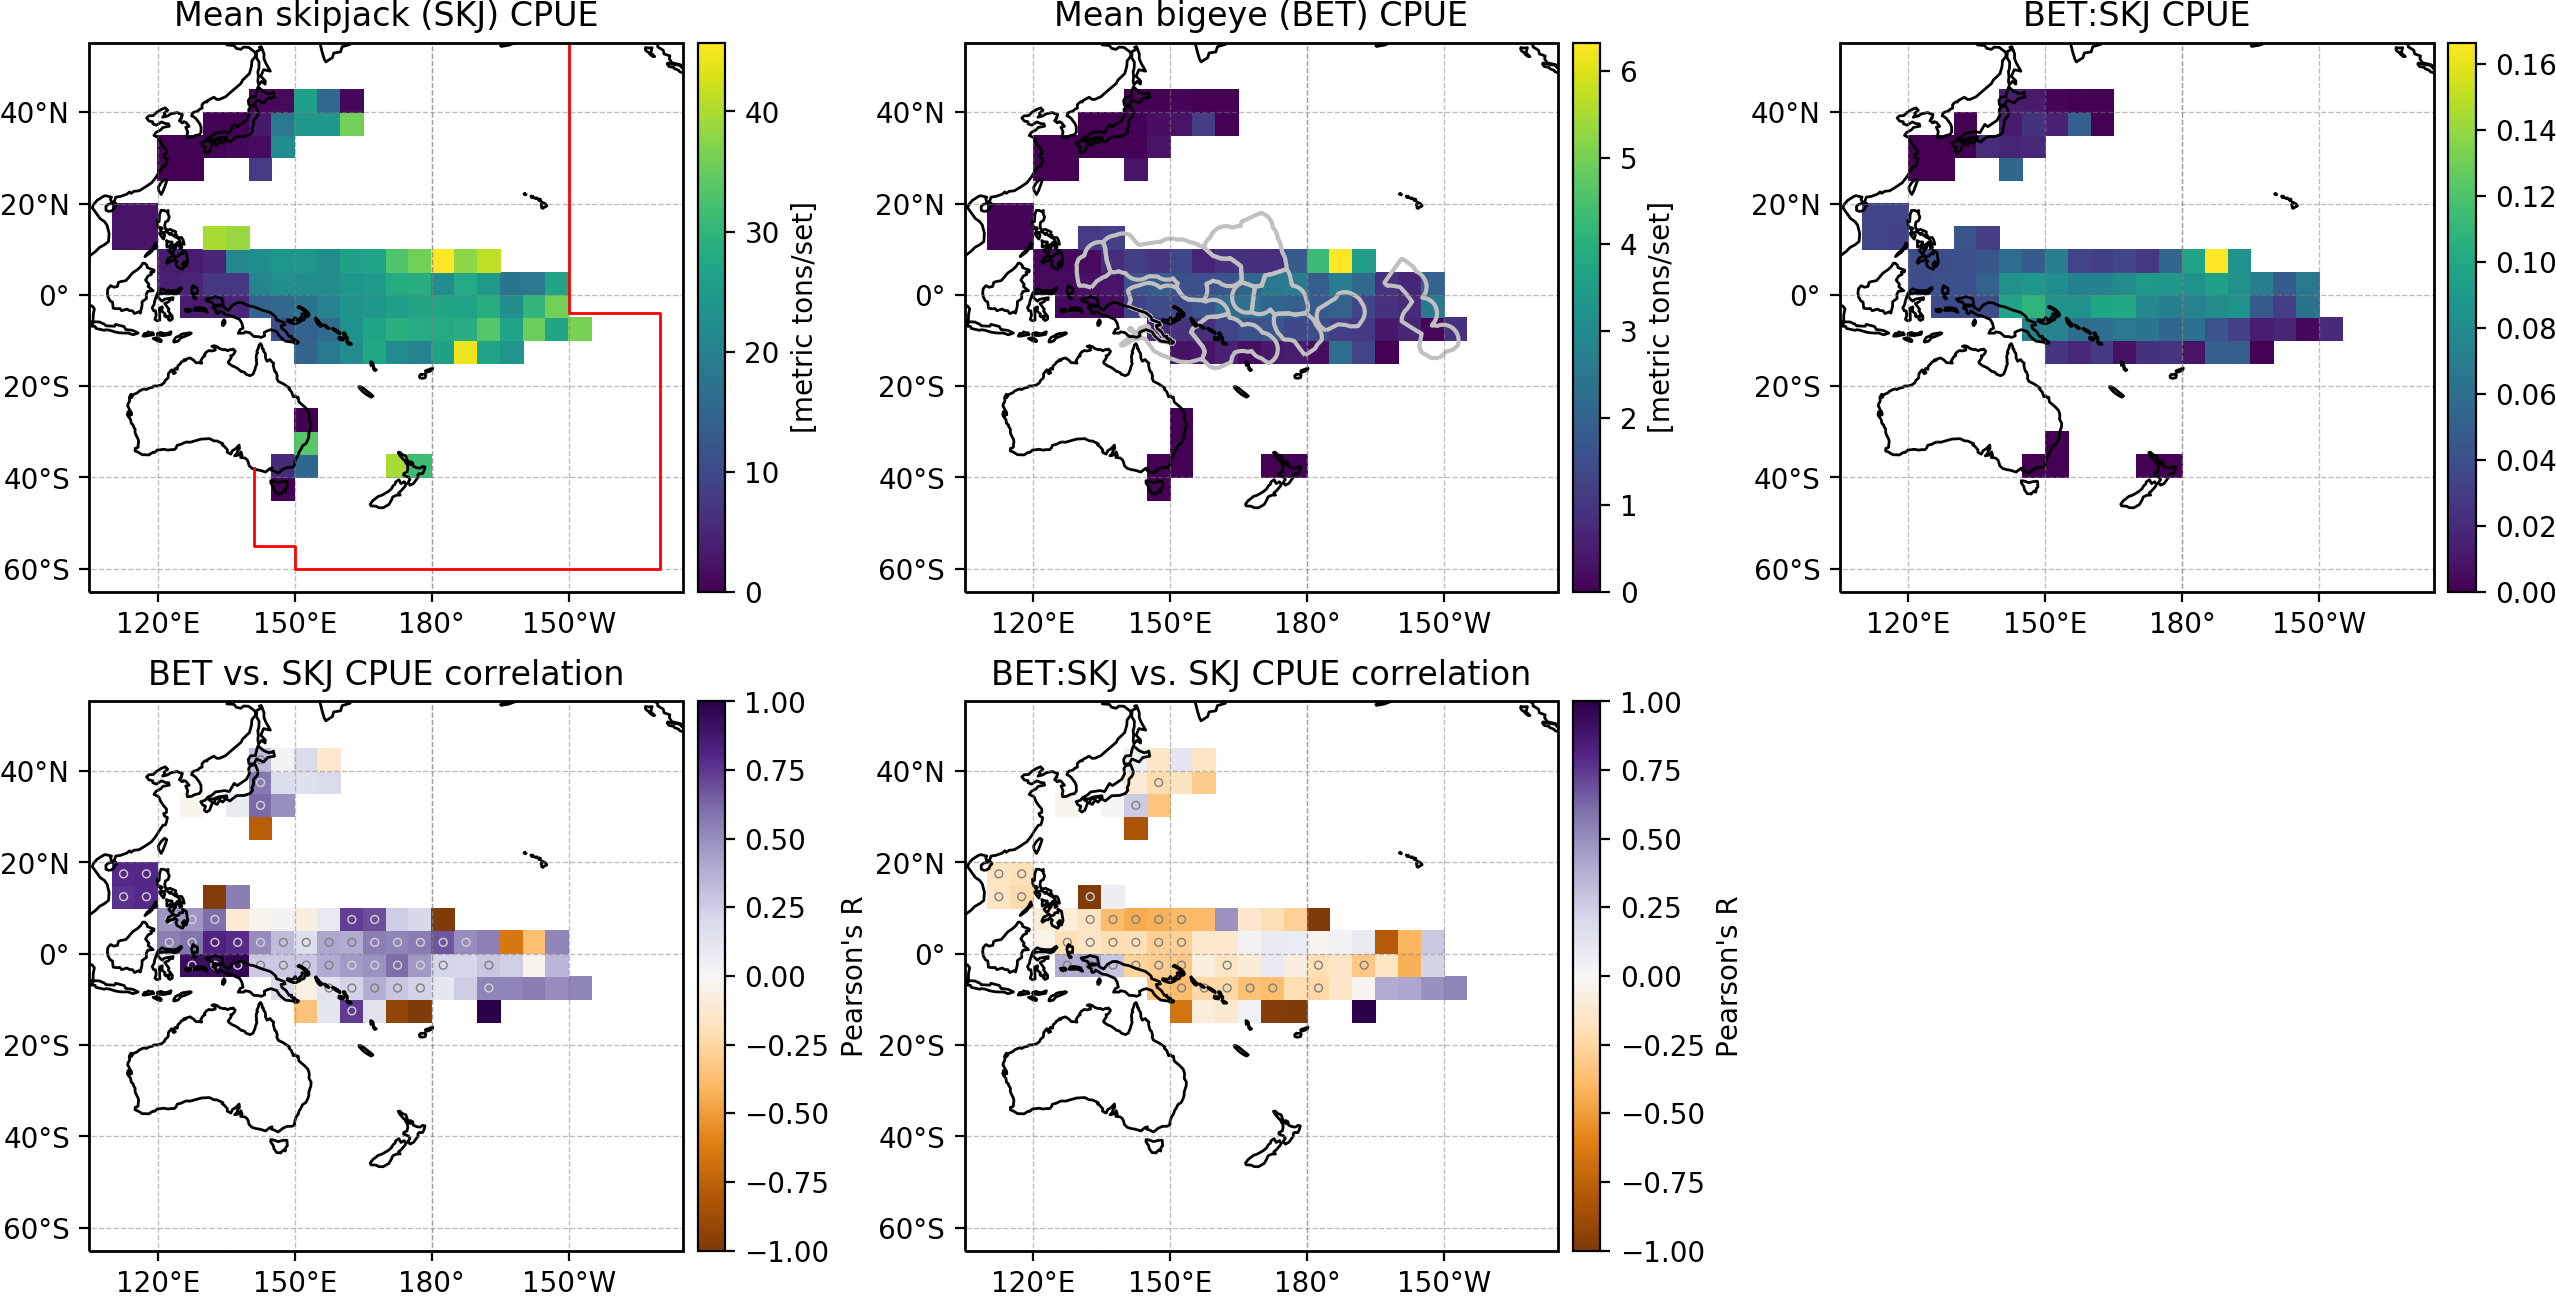 Mean skipjack (SKJ) CPUE
40°N
20°N
0°
20°S
40°S
60°S
120°E 150°E 180° 150°W
40
30
20
10
0
[metric tons/set]
Mean bigeye (BET) CPUE
40°N
20°N
0°
20°S
40°S
60°S
120°E 150°E 180° 150°W
6
5
4
3
2
1
0
[metric tons/set]
BET:SKJ CPUE
40°N
20°N
0°
20°S
40°S
60°S
120°E 150°E 180° 150°W
0.16
0.14
0.12
0.10
0.08
0.06
0.04
0.02
0.00
BET vs. SKJ CPUE correlation
40°N
20°N
0°
20°S
40°S
60°S
120°E 150°E 180° 150°W
1.00
0.75
0.50
0.25
0.00
−0.25
−0.50
−0.75
−1.00
Pearson's R
BET:SKJ vs. SKJ CPUE correlation
40°N
20°N
0°
20°S
40°S
60°S
120°E 150°E 180° 150°W
1.00
0.75
0.50
0.25
0.00
−0.25
−0.50
−0.75
−1.00
Pearson's R